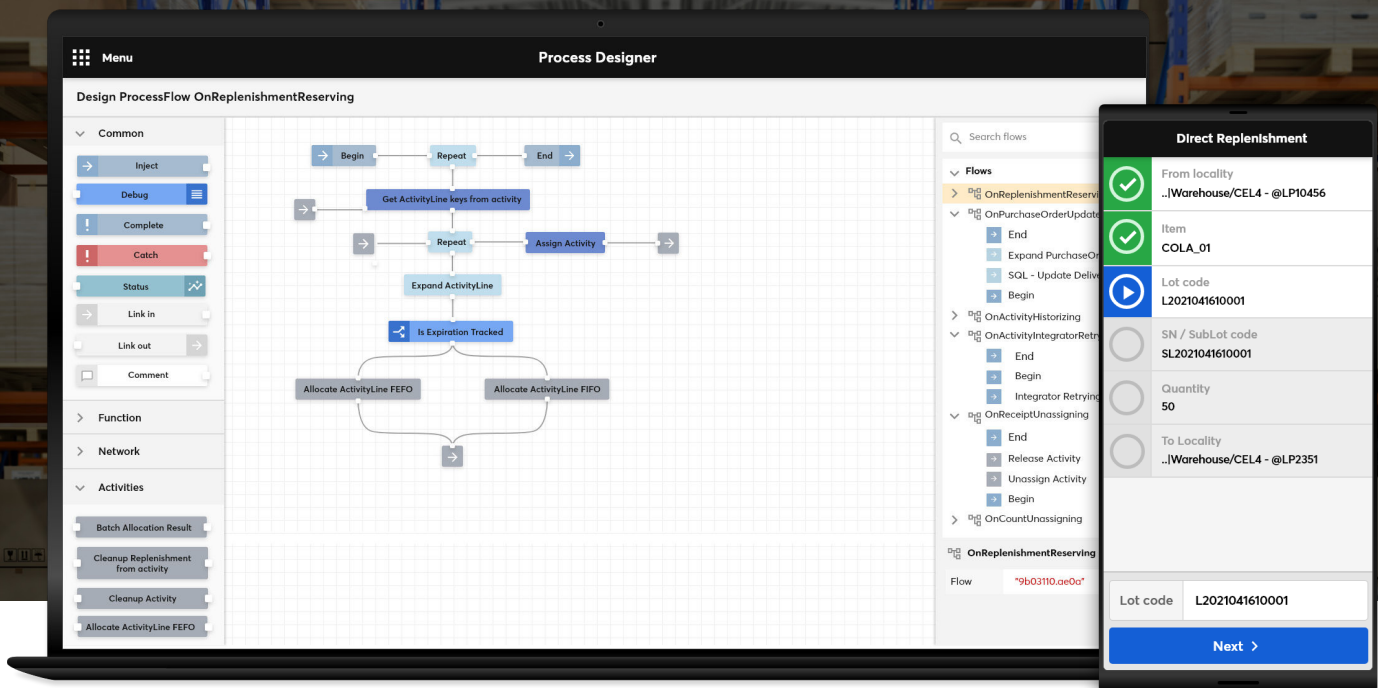 Menu
Process Designer
Design ProcessFlow OnReplenishmentReserving
Common
Inject
Debug
Complete
Catch
Status
Link in
Link out
Comment
Function
Network
Activities
Batch Allocation Result
Cleanup Replenishment
from activity
Cleanup Activity
Allocate ActivityLine FEFO
Begin
Repeat
End
Get ActivityLine keys from activity
Repeat
Assign Activity
Expand ActivityLine
Is Expiration Tracked
Allocate ActivityLine FEFO
Allocate ActivityLine FIFO
Search flows
Flows
OnReplenishmentReservi
OnPurchaseOrderUpdate
End
Expand PurchaseOr
SQL - Update Delive
Begin
OnActivityHistorizing
OnActivityIntegratorRetry
End
Begin
Integrator Retrying
OnReceiptUnassigning
End
Release Activity
Unassign Activity
Begin
OnCountUnassigning
OnReplenishmentReserving
Flow
"9b03110.ae0a"
Direct Replenishment
From locality
..|Warehouse/CEL4 - @LP10456
Item
COLA_01
Lot code
L2021041610001
SN / SubLot code
SL2021041610001
Quantity
50
To Locality
..|Warehouse/CEL4 - @LP2351
Lot code
L2021041610001
Next